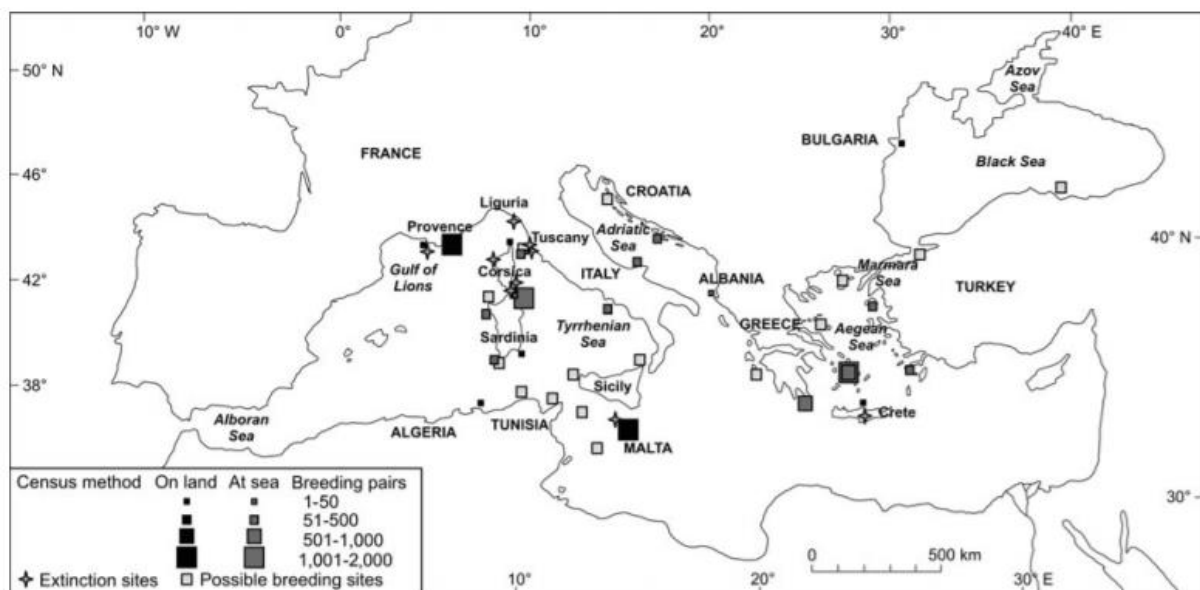 10° W 0° 10° 20° 30° 40° E
50° N
Azov
Sea
BULGARIA
FRANCE
Black Sea
46°
CROATIA
Liguria
Provence
Tuscany
Adriatic
Sea
40° N
Gulf of
Lions
Corsica
ITALY
ALBANIA
Marmara
Sea
TURKEY
42°
GREECE
Aegean
Sea
Tyrrhenian
Sea
Sardinia
38°
Sicily
Alboran
Sea
ALGERIA
TUNISIA
Crete
MALTA
Census method On land At sea Breeding pairs
1-50
51-500
501-1,000
1,001-2,000
Extinction sites Possible breeding sites
30°
0 500 km
10° 20° 30° E